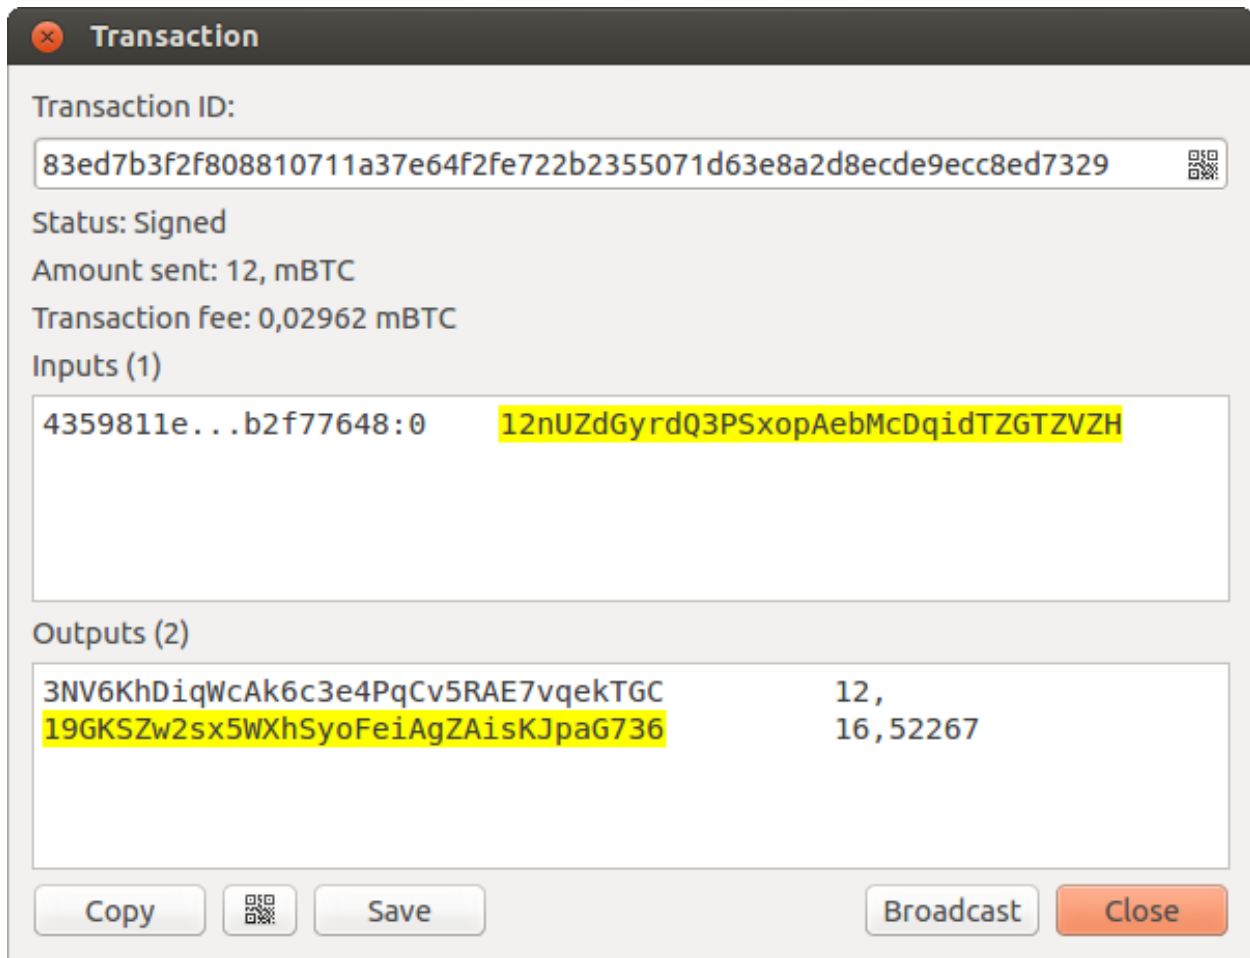 Transaction
Transaction ID:
83ed7b3f2f808810711a37e64f2fe722b2355071d63e8a2d8ecde9ecc8ed7329
Status: Signed
Amount sent: 12, mBTC
Transaction fee: 0,02962 mBTC
Inputs (1)
4359811e...b2f77648:0 12nUZdGyrdQ3PSxopAebMcDqidTZGTZVZH
Outputs (2)
3NV6KhDiqWcAk6c3e4PqCv5RAE7vqekTGC 12,
19GKSZw2sx5WXhSyoFeiAgZAisKJpaG736 16,52267
Copy Save Broadcast Close